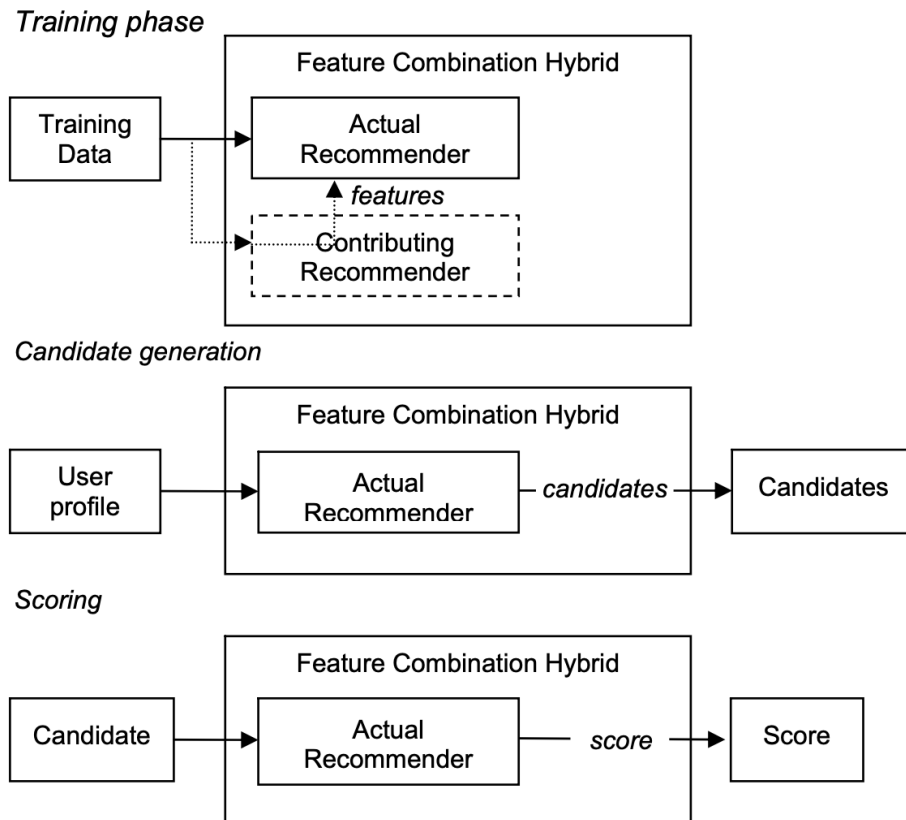 Training phase
Feature Combination Hybrid
Training
Data
Actual
Recommender
features
Contributing
Recommender
Candidate generation
Feature Combination Hybrid
User
profile
Actual
Recommender
candidates
Candidates
Scoring
Feature Combination Hybrid
Candidate
Actual
Recommender
score
Score